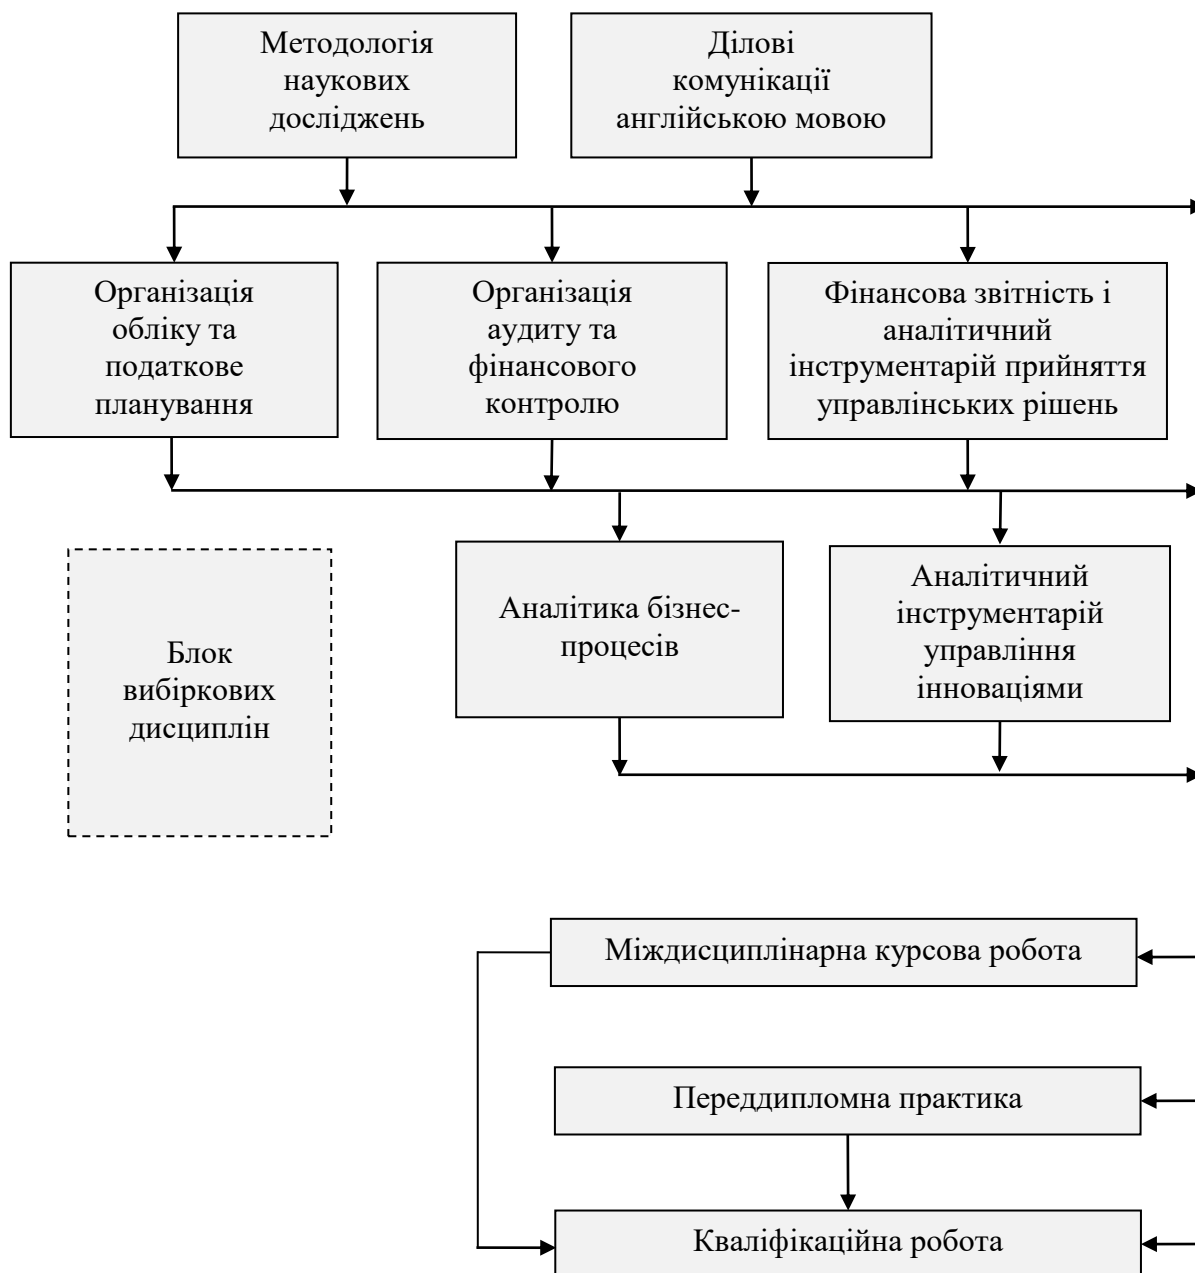 Методологія
наукових
досліджень
Ділові
комунікації
англійською мовою
Організація
обліку та
податкове
планування
Організація
аудиту та
фінансового
контролю
Фінансова звітність і
аналітичний
інструментарій прийняття
управлінських рішень
Блок
вибіркових
дисциплін
Аналітика бізнес-
процесів
Аналітичний
інструментарій
управління
інноваціями
Міждисциплінарна курсова робота
Переддипломна практика
Кваліфікаційна робота